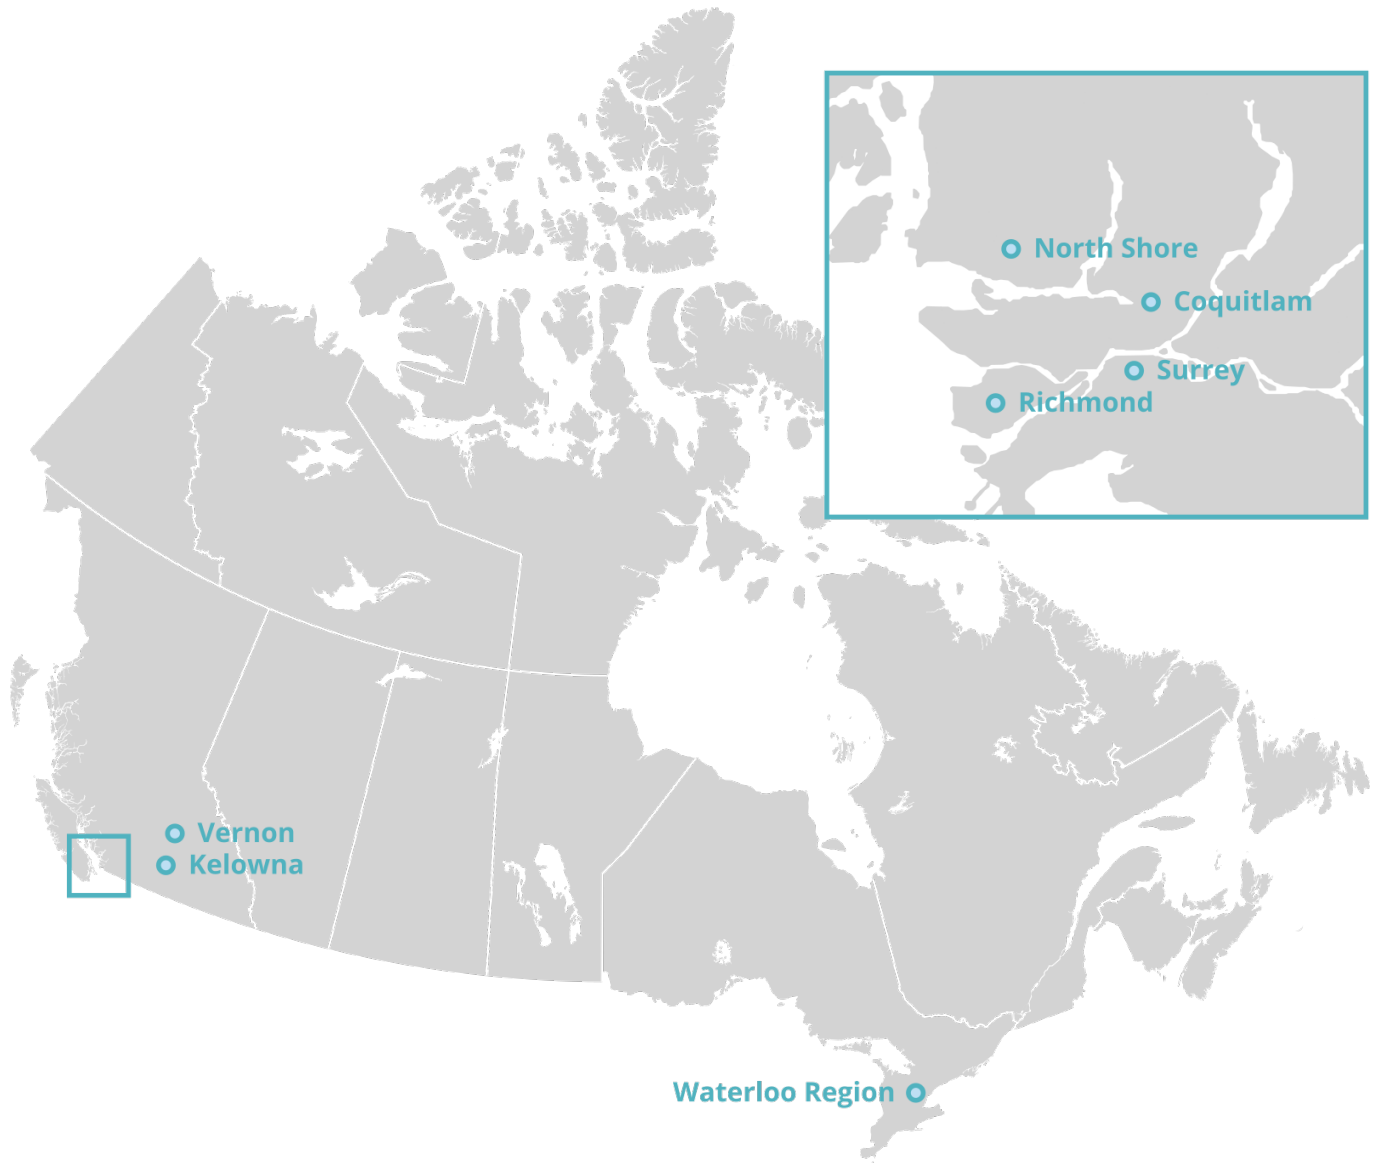 North Shore
Coquitlam
Surrey
Richmond
Vernon
Kelowna
Waterloo Region